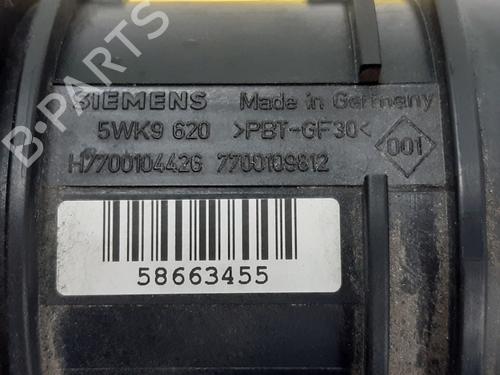 B-PARTS
SIEMENS Made in Germany
5WK9 620 >PBT-GF30< 001
H7700104426 7700109812
58663455